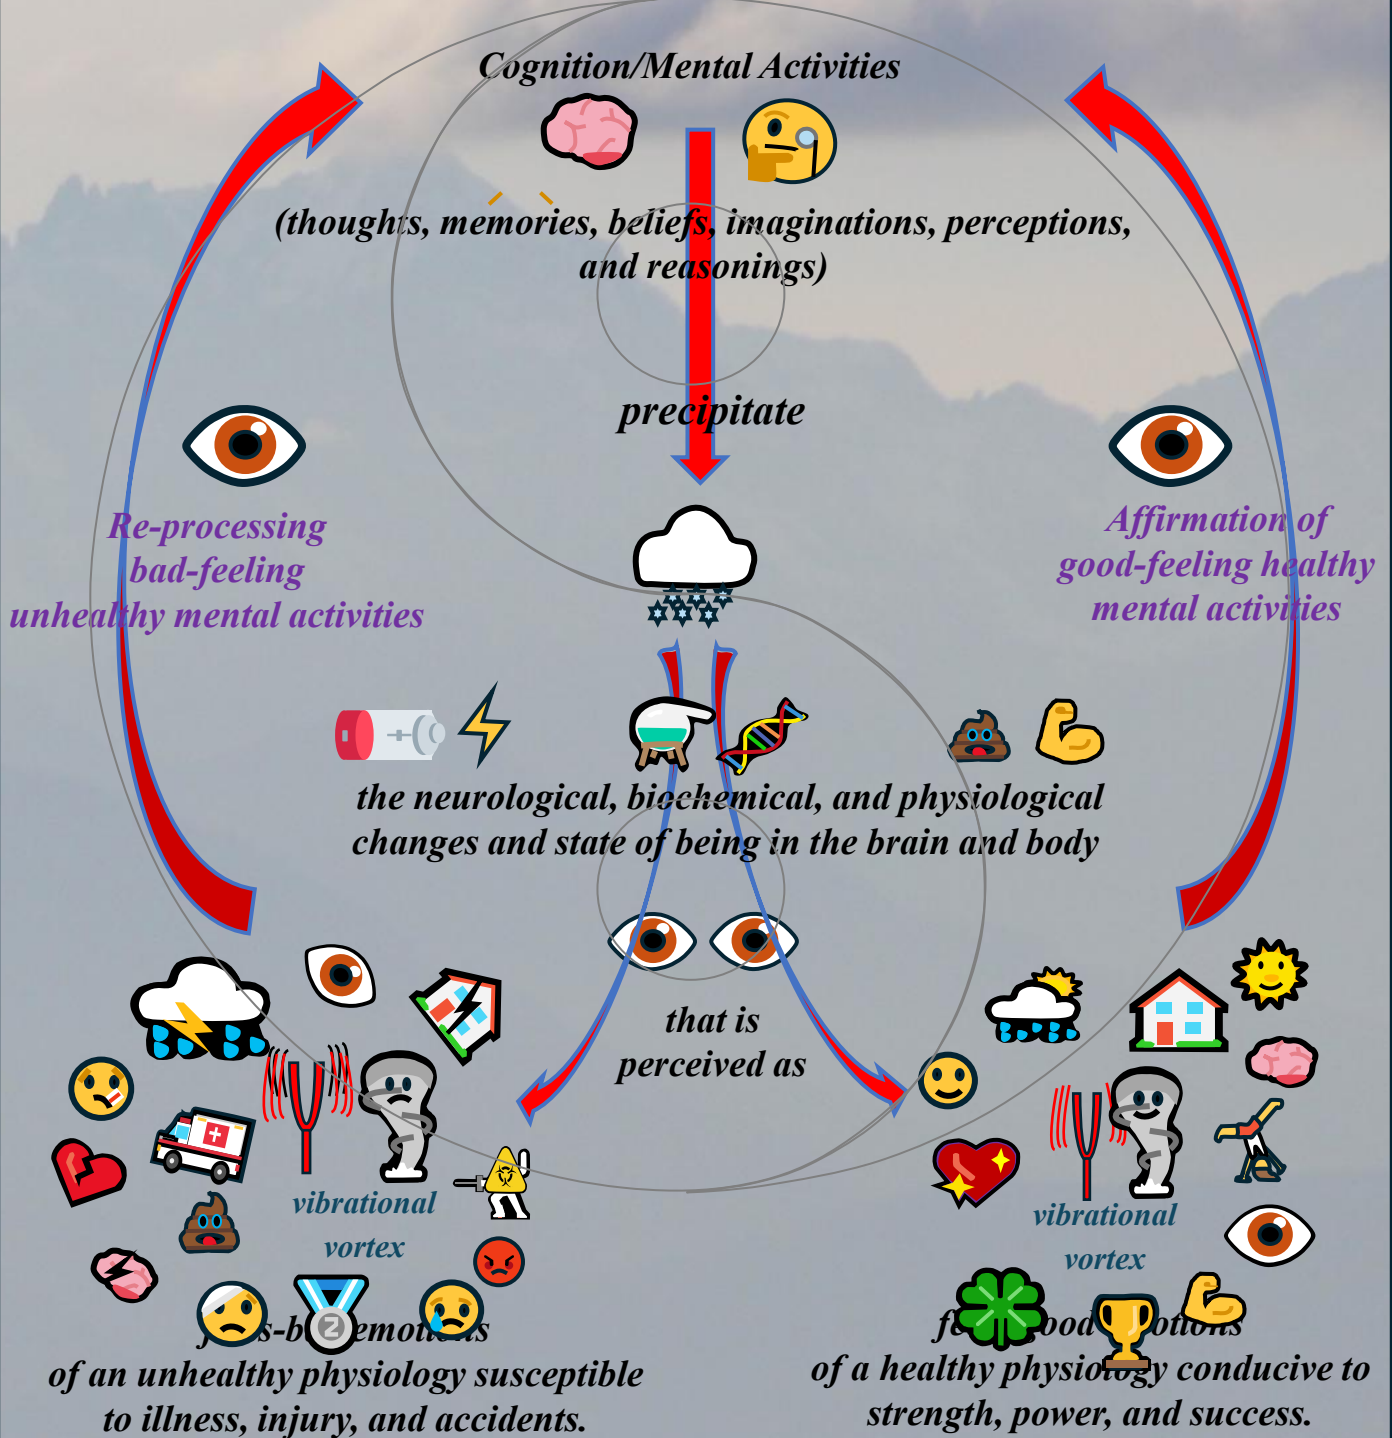 Cognition/Mental Activities
(thoughts, memories, beliefs, imaginations, perceptions,
and reasonings)
precipitate
Re-processing
bad-feeling
unhealthy mental activities
Affirmation of
good-feeling healthy
mental activities
the neurological, biochemical, and physiological
changes and state of being in the brain and body
that is
perceived as
vibrational
vortex
of an unhealthy physiology susceptible
to illness, injury, and accidents.
vibrational
vortex
of a healthy physiology conducive to
strength, power, and success.
2